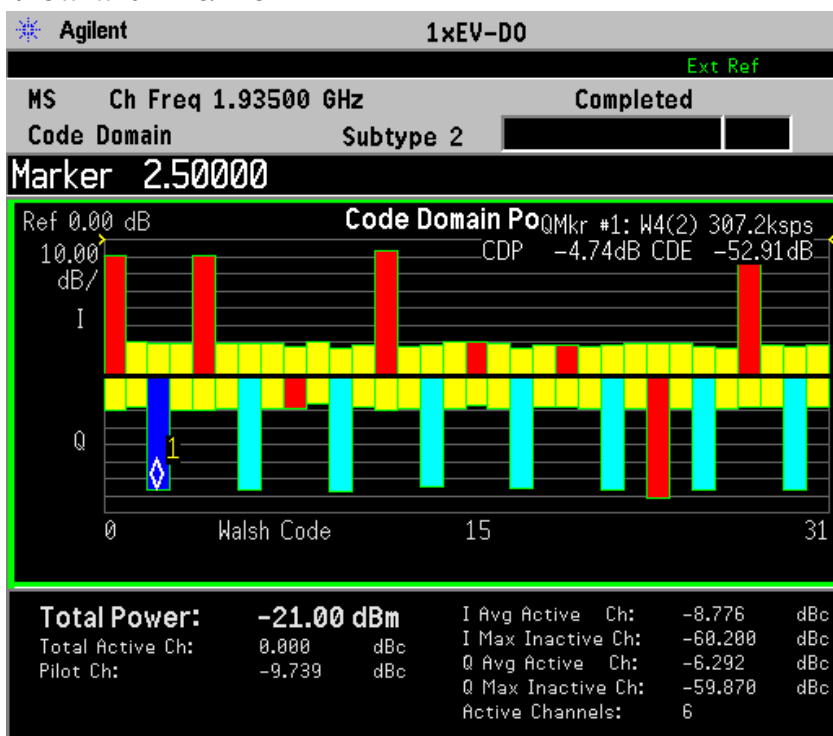 Agilent 1xEV-DO
Ext Ref
MS Ch Freq 1.93500 GHz Completed
Code Domain Subtype 2
Marker 2.50000
Ref 0.00 dB Code Domain Po QMkr #1: W4(2) 307.2ksps
10.00 CDP -4.74dB CDE -52.91dB
dB/
I
Q
1
0 Walsh Code 15 31
Total Power: -21.00 dBm I Avg Active Ch: -8.776 dBc
Total Active Ch: 0.000 dBc I Max Inactive Ch: -60.200 dBc
Pilot Ch: -9.739 dBc Q Avg Active Ch: -6.292 dBc
Q Max Inactive Ch: -59.870 dBc
Active Channels: 6